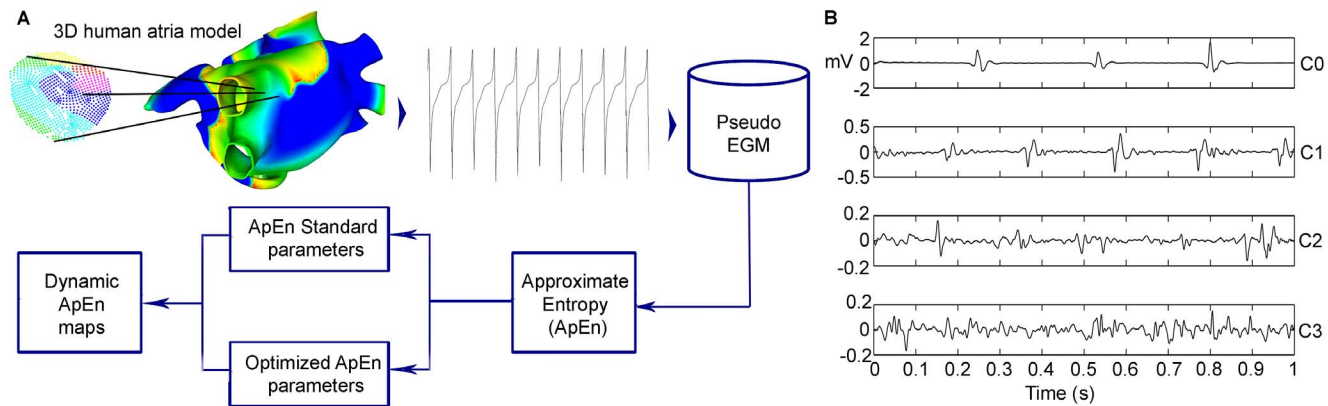 A
3D human atria model
Pseudo
EGM
ApEn Standard
parameters
Dynamic
ApEn
maps
Approximate
Entropy
(ApEn)
Optimized ApEn
parameters
B
2
mV 0
-2
C0
0.5
0
-0.5
C1
0.2
0
-0.2
C2
0.2
0
-0.2
C3
0 0.1 0.2 0.3 0.4 0.5 0.6 0.7 0.8 0.9 1
Time (s)